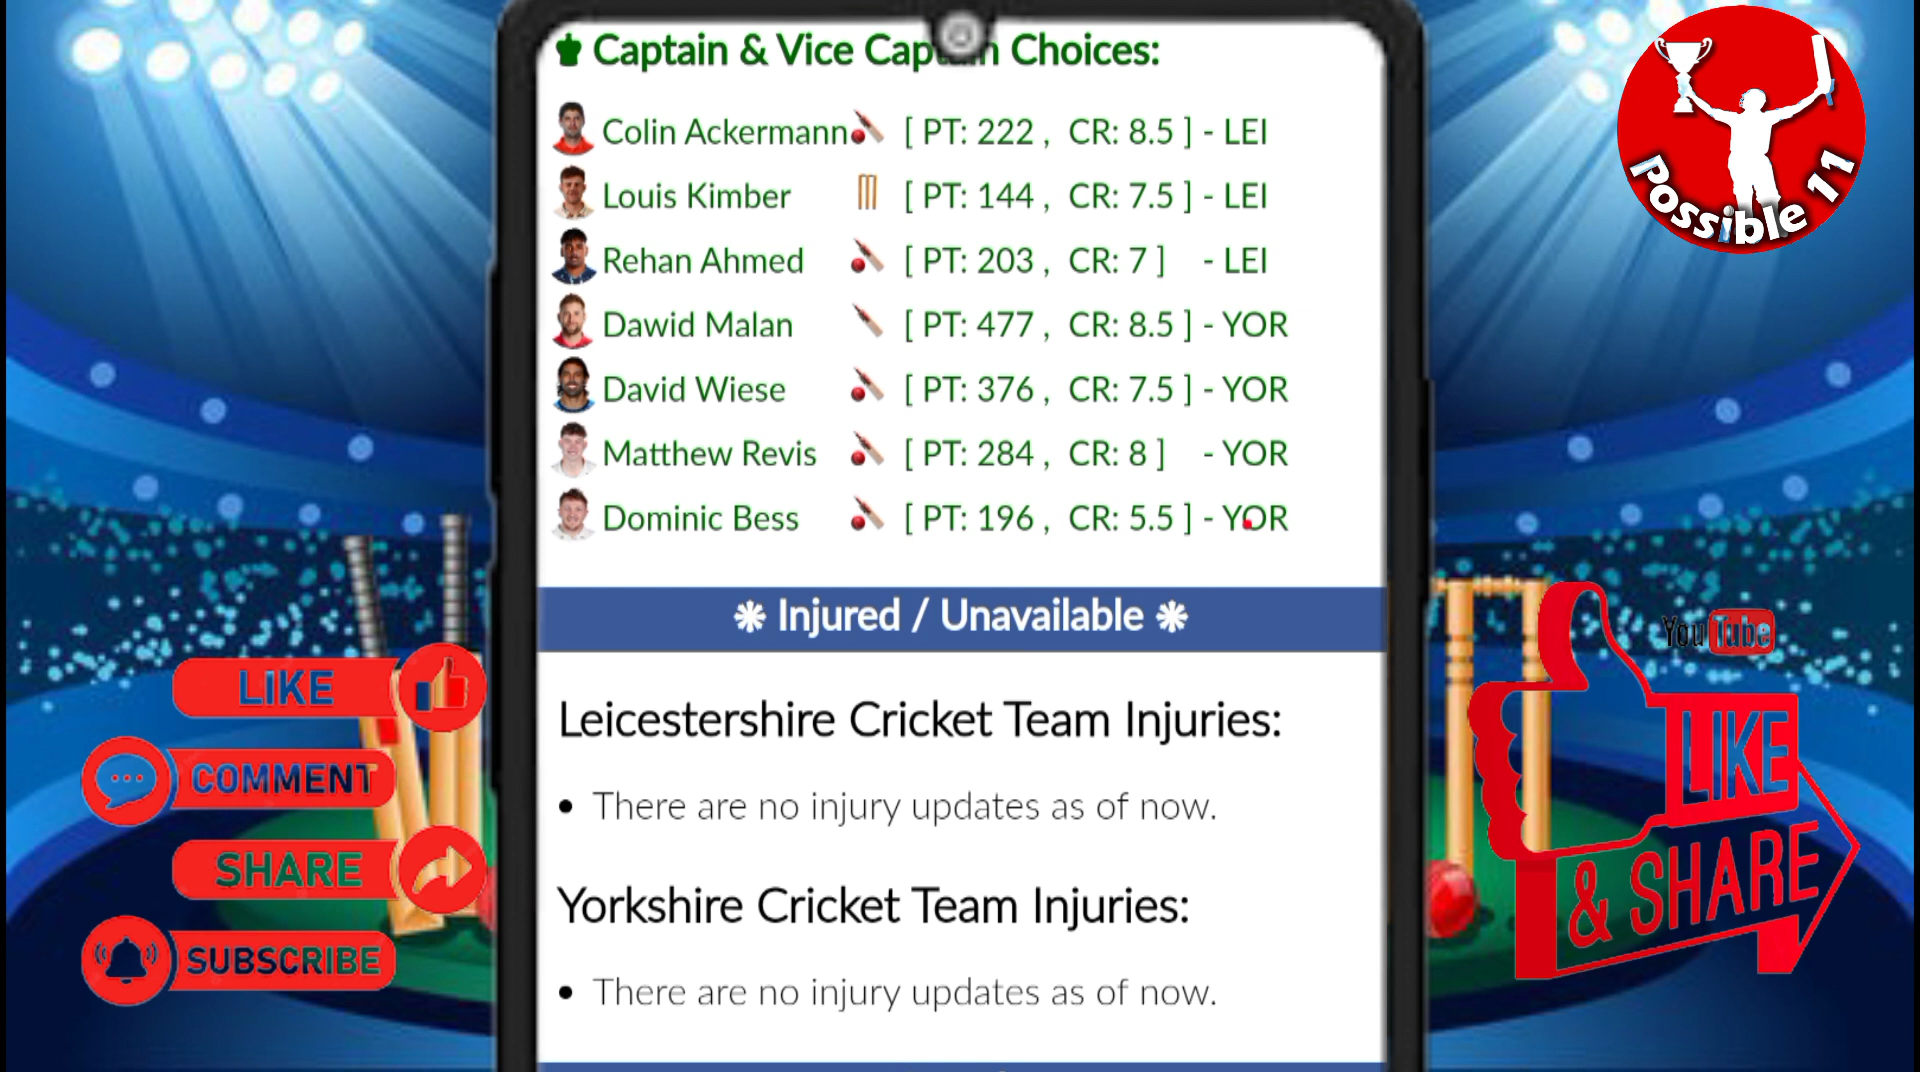 Captain & Vice Captain Choices:
Colin Ackermann [ PT: 222 , CR: 8.5 ] - LEI
Louis Kimber [ PT: 144 , CR: 7.5 ] - LEI
Rehan Ahmed [ PT: 203 , CR: 7 ] - LEI
Dawid Malan [ PT: 477 , CR: 8.5 ] - YOR
David Wiese [ PT: 376 , CR: 7.5 ] - YOR
Matthew Revis [ PT: 284 , CR: 8 ] - YOR
Dominic Bess [ PT: 196 , CR: 5.5 ] - YOR
Injured / Unavailable
Leicestershire Cricket Team Injuries:
• There are no injury updates as of now.
Yorkshire Cricket Team Injuries:
• There are no injury updates as of now.
LIKE
COMMENT
SHARE
SUBSCRIBE
Possible 11
YouTube
LIKE
& SHARE